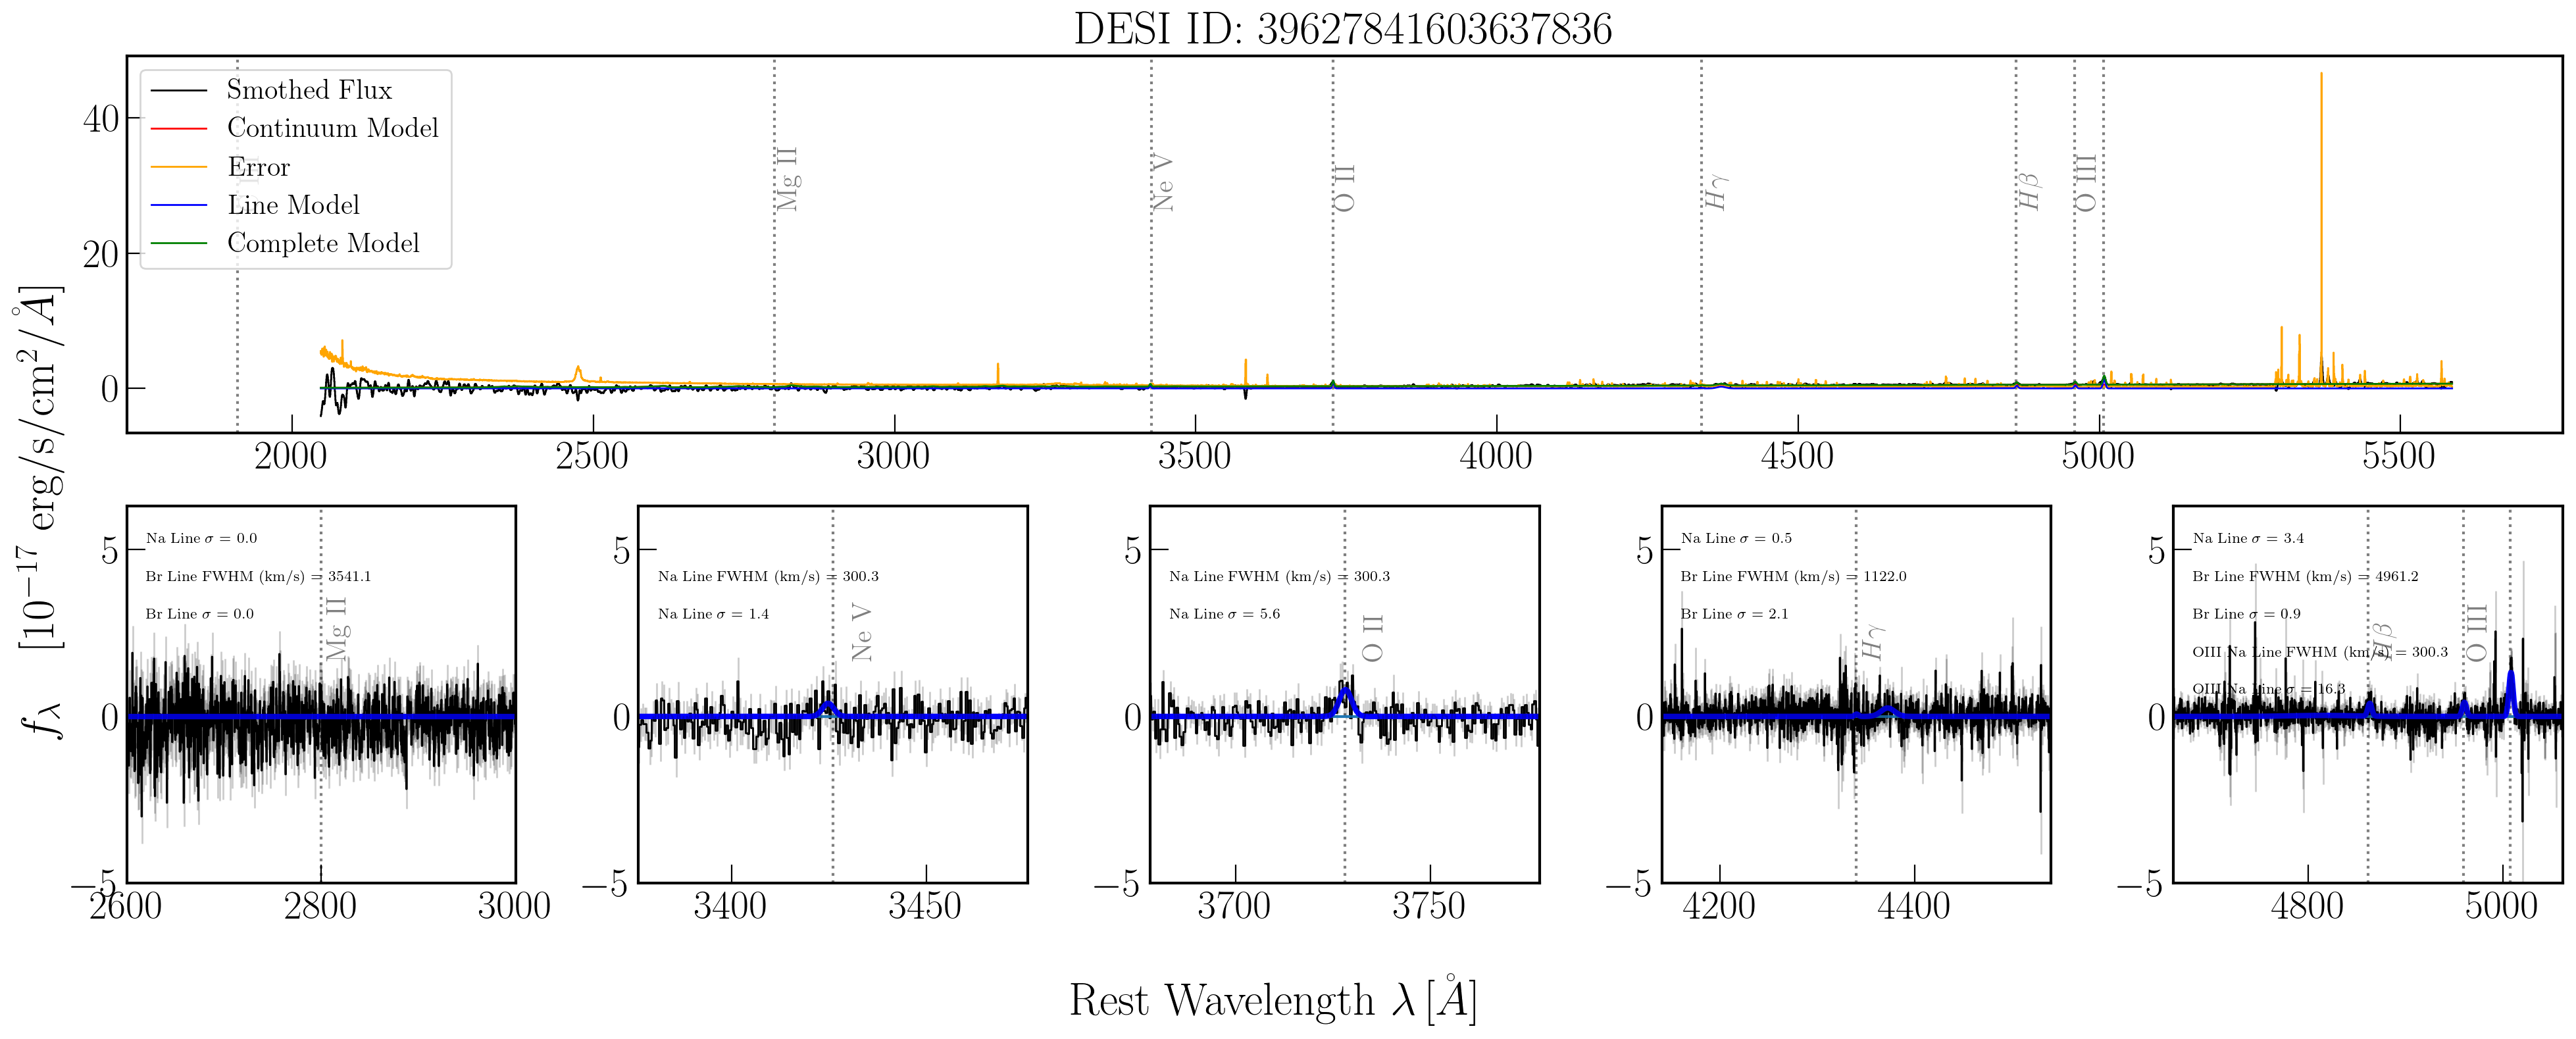 DESI ID: 39627841603637836
Smothed Flux
Continuum Model
Error
Line Model
Complete Model
Mg II
Ne V
O II
Hγ
Hβ
O III
40
20
0
2000 2500 3000 3500 4000 4500 5000 5500
f_λ [10^{-17} erg/s/cm^2/Å]
Na Line σ = 0.0
Br Line FWHM (km/s) = 3541.1
Br Line σ = 0.0
Mg II
5
0
−5
2600 2800 3000
Na Line FWHM (km/s) = 300.3
Na Line σ = 1.4
Ne V
5
0
−5
3400 3450
Na Line FWHM (km/s) = 300.3
Na Line σ = 5.6
O II
5
0
−5
3700 3750
Na Line σ = 0.5
Br Line FWHM (km/s) = 1122.0
Br Line σ = 2.1
Hγ
5
0
−5
4200 4400
Na Line σ = 3.4
Br Line FWHM (km/s) = 4961.2
Br Line σ = 0.9
OIII Na Line FWHM (km/s) = 300.3
OIII Na Line σ = 16.3
Hβ
O III
5
0
−5
4800 5000
Rest Wavelength λ [Å]